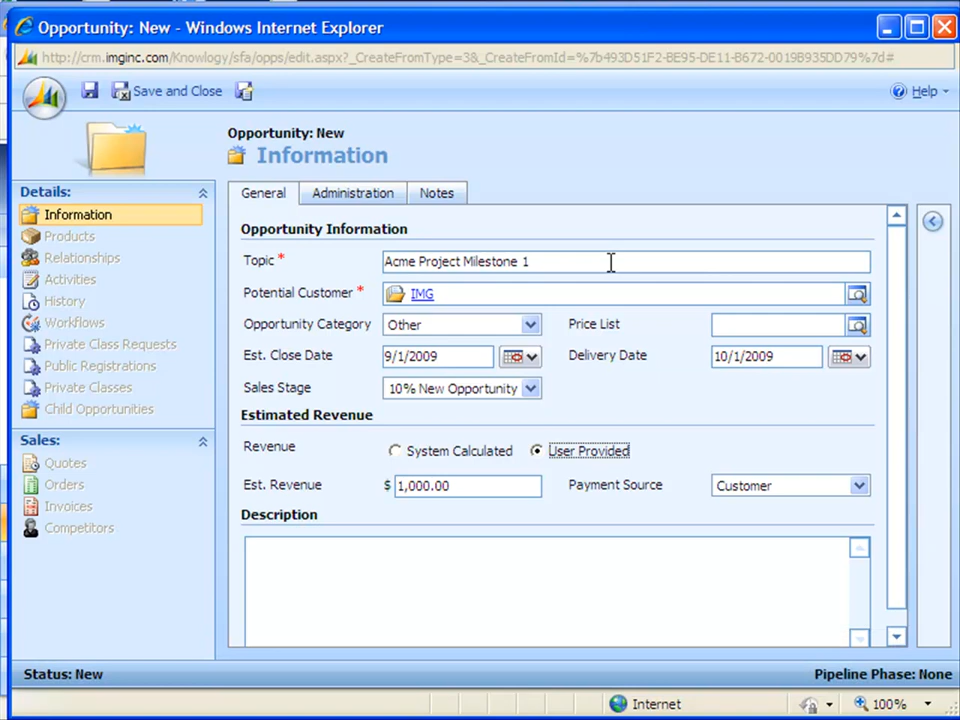 Opportunity: New - Windows Internet Explorer
http://crm.imginc.com/Knowlogy/sfa/opps/edit.aspx?_CreateFromType=3&_CreateFromId=%7b493D51F2-BE95-DE11-B672-0019B935DD79%7d#
Save and Close
Help
Opportunity: New
Information
Details:
Information
Products
Relationships
Activities
History
Workflows
Private Class Requests
Public Registrations
Private Classes
Child Opportunities
Sales:
Quotes
Orders
Invoices
Competitors
General Administration Notes
Opportunity Information
Topic * Acme Project Milestone 1
Potential Customer * IMG
Opportunity Category Other Price List
Est. Close Date 9/1/2009 Delivery Date 10/1/2009
Sales Stage 10% New Opportunity
Estimated Revenue
Revenue System Calculated User Provided
Est. Revenue $ 1,000.00 Payment Source Customer
Description
Status: New Pipeline Phase: None
Internet 100%